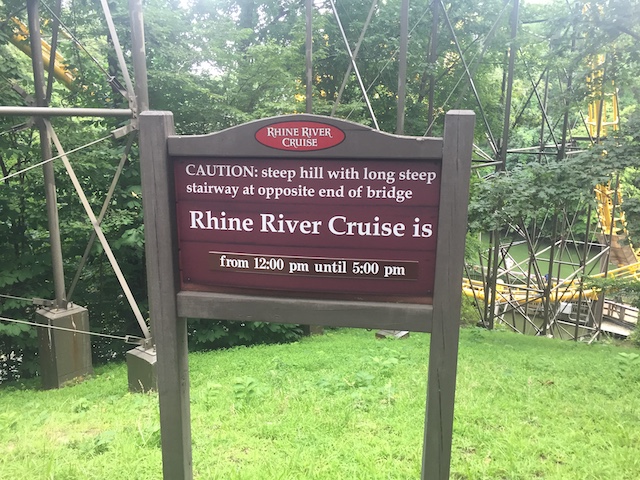 RHINE RIVER
CRUISE
CAUTION: steep hill with long steep
stairway at opposite end of bridge
Rhine River Cruise is
from 12:00 pm until 5:00 pm